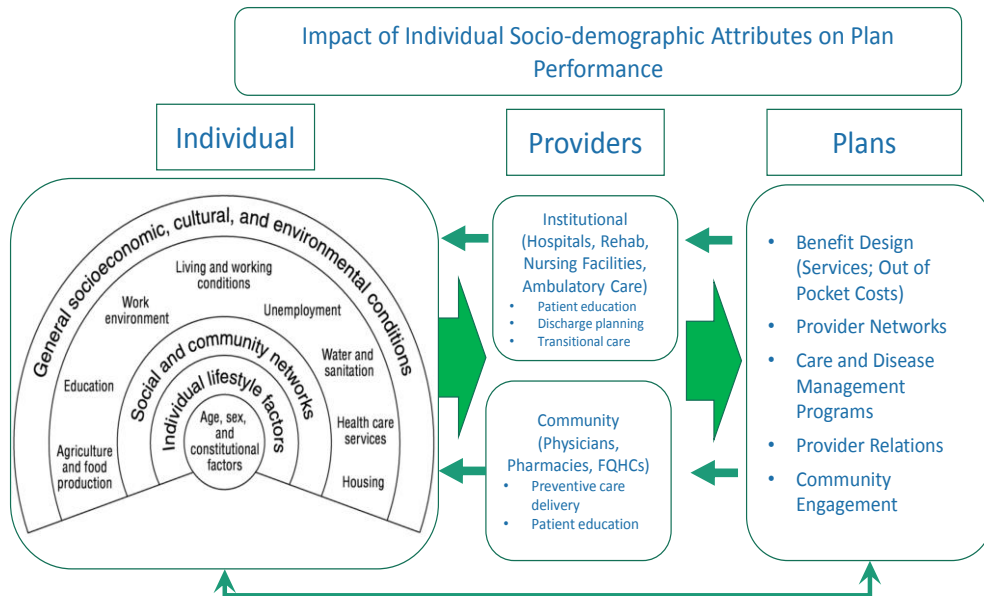 Impact of Individual Socio-demographic Attributes on Plan
Performance
Individual
Providers
Plans
General socioeconomic, cultural, and environmental conditions
Living and working
conditions
Work
environment
Unemployment
Education
Water and
sanitation
Agriculture
and food
production
Health care
services
Housing
Social and community networks
Individual lifestyle factors
Age, sex,
and
constitutional
factors
Institutional
(Hospitals, Rehab,
Nursing Facilities,
Ambulatory Care)
• Patient education
• Discharge planning
• Transitional care
Community
(Physicians,
Pharmacies, FQHCs)
• Preventive care
delivery
• Patient education
• Benefit Design
(Services; Out of
Pocket Costs)
• Provider Networks
• Care and Disease
Management
Programs
• Provider Relations
• Community
Engagement